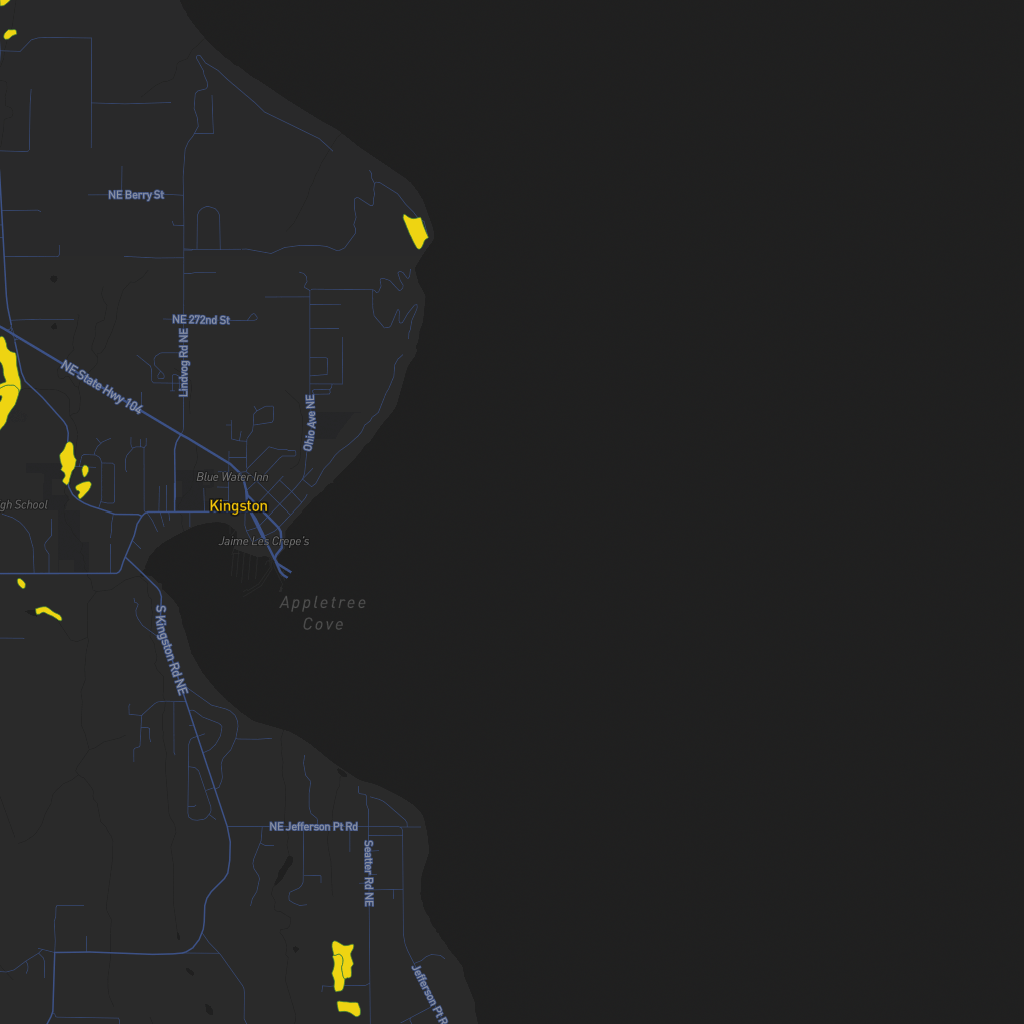 NE Berry St
NE 272nd St
Lindvog Rd NE
NE State Hwy 104
Ohio Ave NE
Blue Water Inn
gh School
Kingston
Jaime Les Crepe's
Appletree
Cove
S Kingston Rd NE
NE Jefferson Pt Rd
Seatter Rd NE
Jefferson Pt R